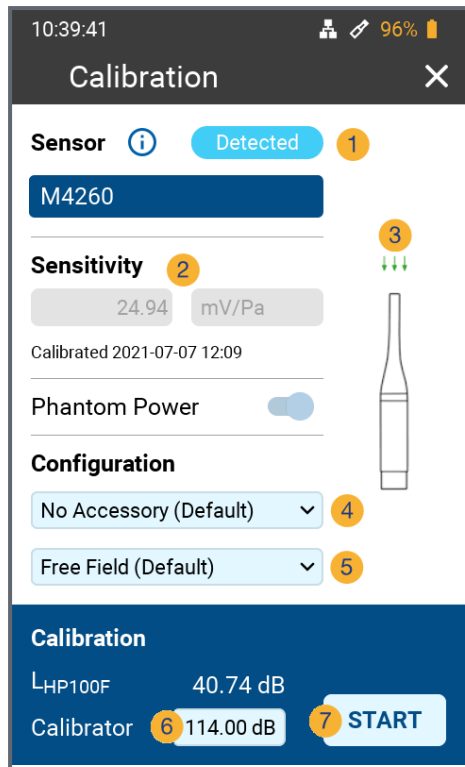 10:39:41 96%
Calibration
Sensor Detected 1
M4260
3
Sensitivity 2
24.94 mV/Pa
Calibrated 2021-07-07 12:09
Phantom Power
Configuration
No Accessory (Default) 4
Free Field (Default) 5
Calibration
LHP100F 40.74 dB
Calibrator 6 114.00 dB 7 START